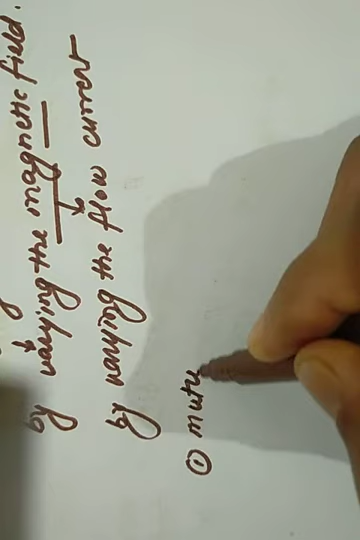 by varying the magnetic field.
by varying the flow current
① mutu